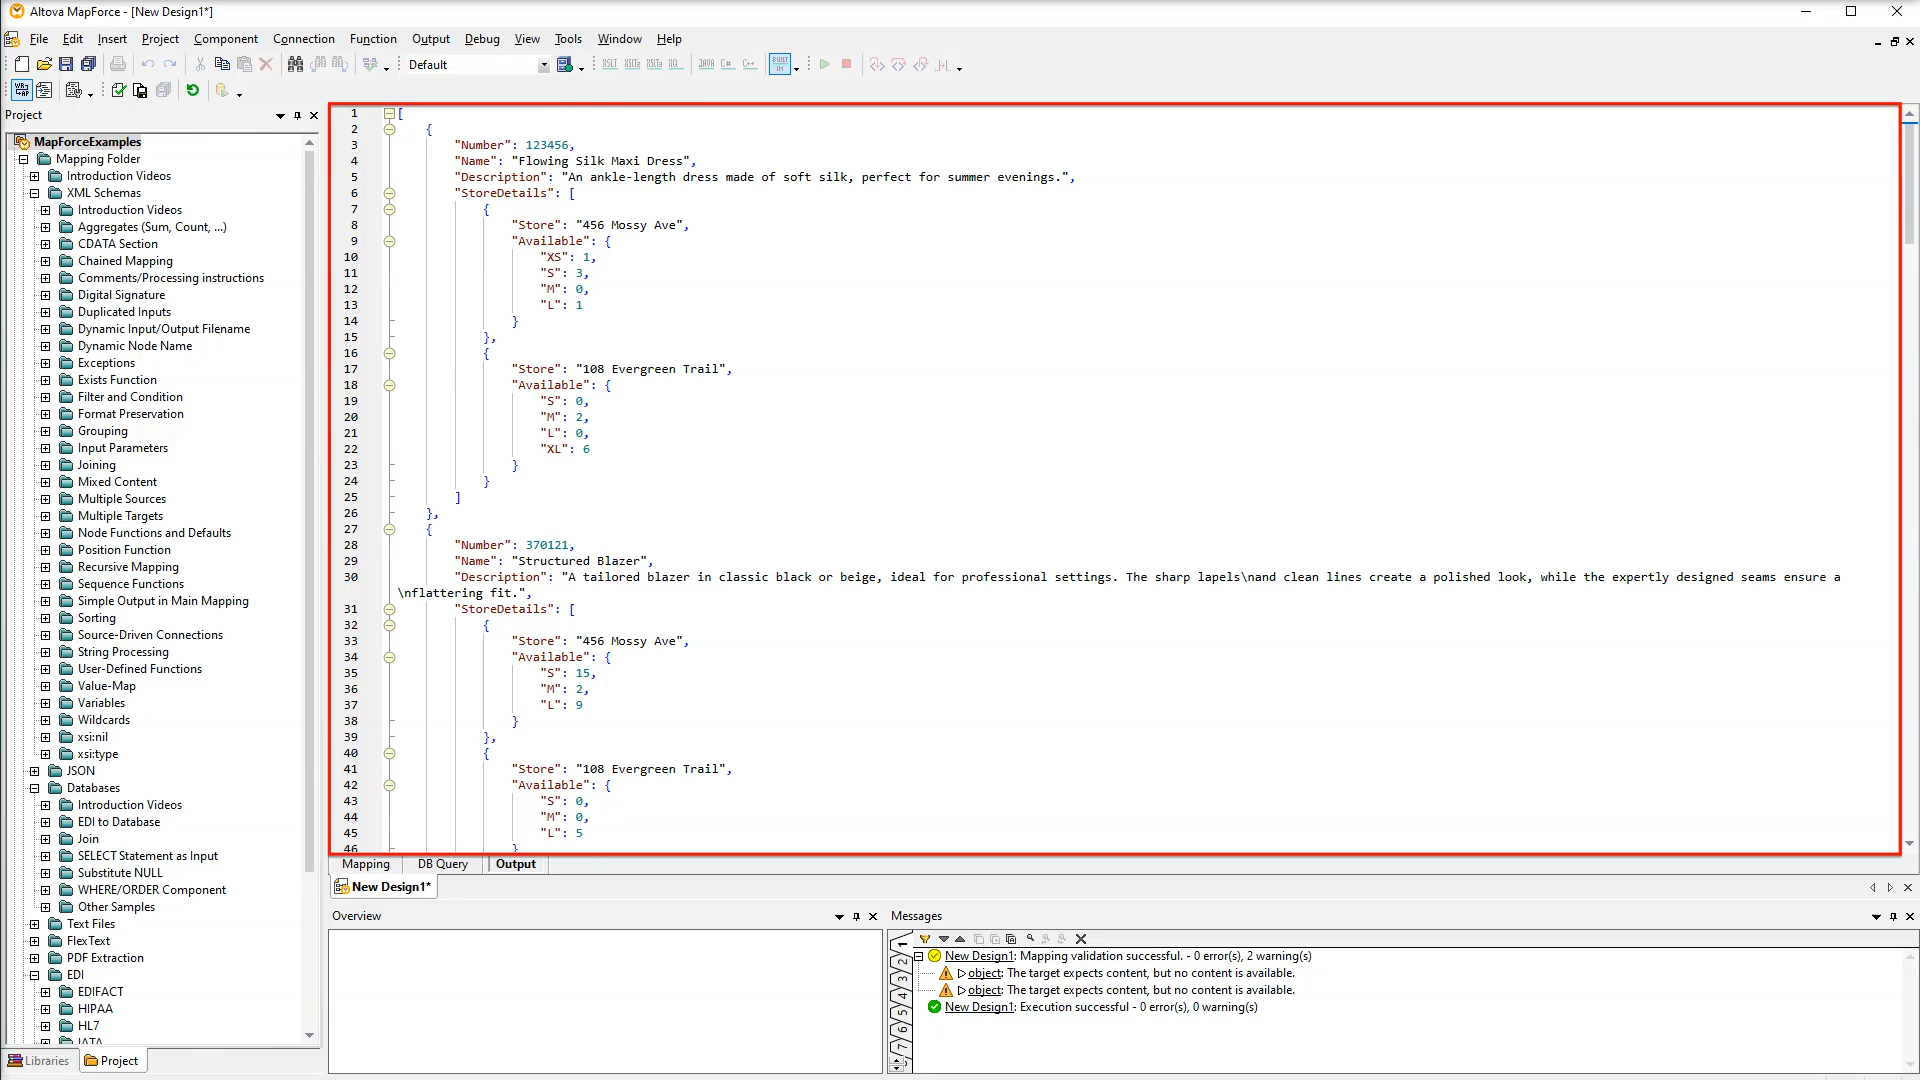 Altova MapForce - [New Design1*]
File Edit Insert Project Component Connection Function Output Debug View Tools Window Help
Default
XSLT XSLT2 XSLT3 XQ... JAVA C# C++ BUILT IN
Project
MapForceExamples
Mapping Folder
Introduction Videos
XML Schemas
Introduction Videos
Aggregates (Sum, Count, ...)
CDATA Section
Chained Mapping
Comments/Processing instructions
Digital Signature
Duplicated Inputs
Dynamic Input/Output Filename
Dynamic Node Name
Exceptions
Exists Function
Filter and Condition
Format Preservation
Grouping
Input Parameters
Joining
Mixed Content
Multiple Sources
Multiple Targets
Node Functions and Defaults
Position Function
Recursive Mapping
Sequence Functions
Simple Output in Main Mapping
Sorting
Source-Driven Connections
String Processing
User-Defined Functions
Value-Map
Variables
Wildcards
xsi:nil
xsi:type
JSON
Databases
Introduction Videos
EDI to Database
Join
SELECT Statement as Input
Substitute NULL
WHERE/ORDER Component
Other Samples
Text Files
FlexText
PDF Extraction
EDI
EDIFACT
HIPAA
HL7
IATA
Libraries Project
1 [
2 {
3 "Number": 123456,
4 "Name": "Flowing Silk Maxi Dress",
5 "Description": "An ankle-length dress made of soft silk, perfect for summer evenings.",
6 "StoreDetails": [
7 {
8 "Store": "456 Mossy Ave",
9 "Available": {
10 "XS": 1,
11 "S": 3,
12 "M": 0,
13 "L": 1
14 }
15 },
16 {
17 "Store": "108 Evergreen Trail",
18 "Available": {
19 "S": 0,
20 "M": 2,
21 "L": 0,
22 "XL": 6
23 }
24 }
25 ]
26 },
27 {
28 "Number": 370121,
29 "Name": "Structured Blazer",
30 "Description": "A tailored blazer in classic black or beige, ideal for professional settings. The sharp lapels\nand clean lines create a polished look, while the expertly designed seams ensure a
\nflattering fit.",
31 "StoreDetails": [
32 {
33 "Store": "456 Mossy Ave",
34 "Available": {
35 "S": 15,
36 "M": 2,
37 "L": 9
38 }
39 },
40 {
41 "Store": "108 Evergreen Trail",
42 "Available": {
43 "S": 0,
44 "M": 0,
45 "L": 5
46 }
Mapping DB Query Output
New Design1*
Overview
Messages
1
2
3
4
5
6
7
New Design1: Mapping validation successful. - 0 error(s), 2 warning(s)
object: The target expects content, but no content is available.
object: The target expects content, but no content is available.
New Design1: Execution successful - 0 error(s), 0 warning(s)